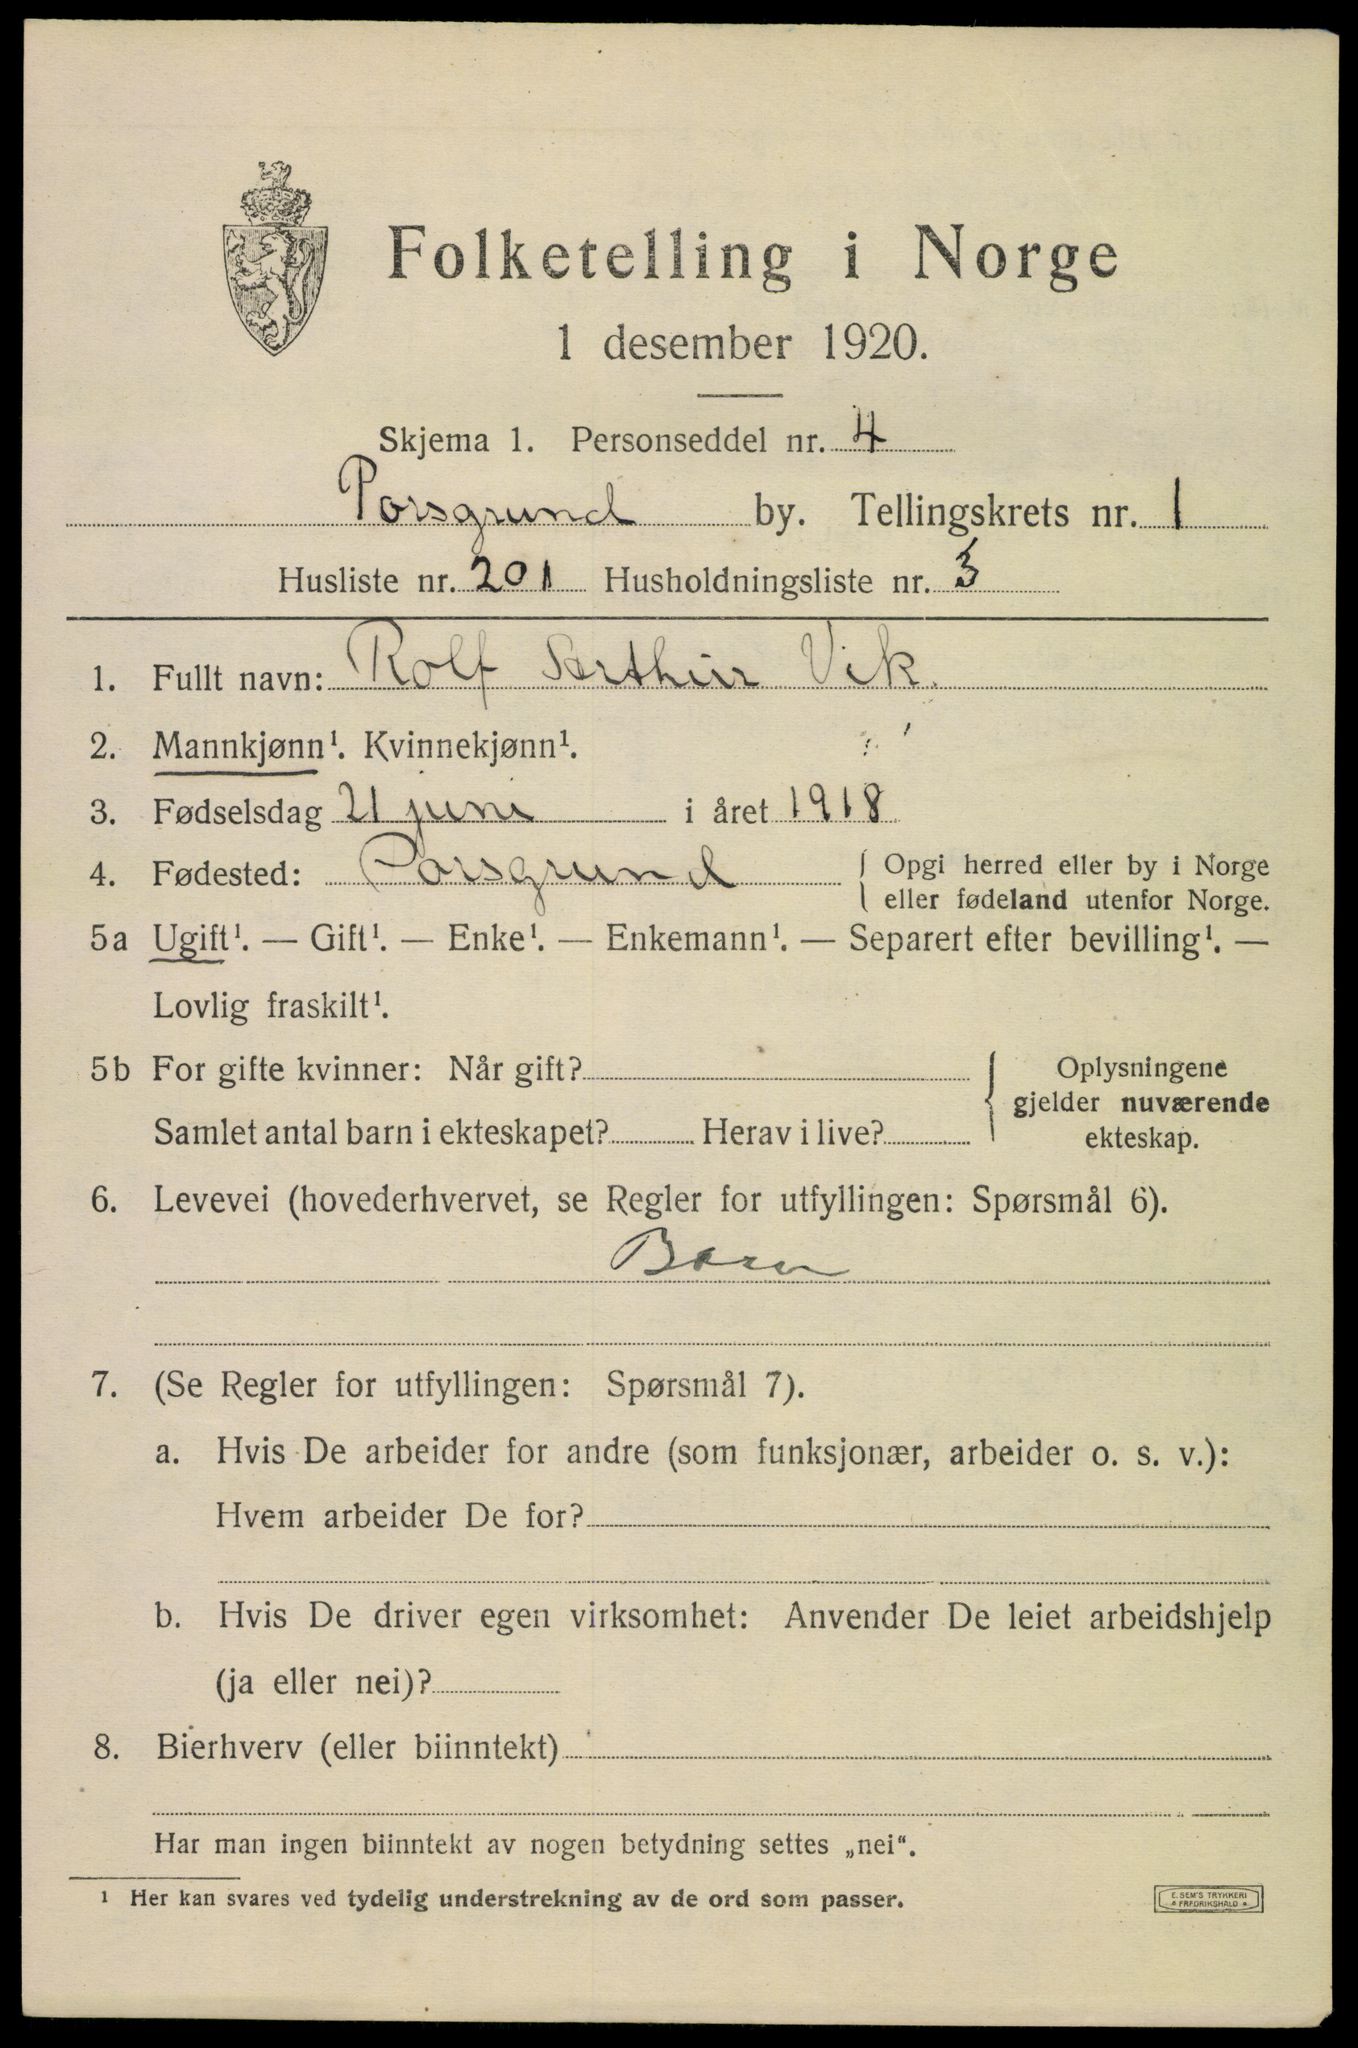 Folketelling i Norge
1 desember 1920.
Skjema 1. Personseddel nr. 4
Porsgrund by. Tellingskrets nr. 1
Husliste nr. 201 Husholdningsliste nr. 3
1. Fullt navn: Rolf Arthur Vik.
2. Mannkjønn¹. Kvinnekjønn¹.
3. Fødselsdag 21 juni i året 1918
4. Fødested: Porsgrund { Opgi herred eller by i Norge
eller fødeland utenfor Norge.
5a Ugift¹. — Gift¹. — Enke¹. — Enkemann¹. — Separert efter bevilling¹. —
Lovlig fraskilt¹.
5b For gifte kvinner: Når gift? { Oplysningene
gjelder nuværende
Samlet antal barn i ekteskapet? Herav i live? ekteskap.
6. Levevei (hovederhvervet, se Regler for utfyllingen: Spørsmål 6).
Barn
7. (Se Regler for utfyllingen: Spørsmål 7).
a. Hvis De arbeider for andre (som funksjonær, arbeider o. s. v.):
Hvem arbeider De for?
b. Hvis De driver egen virksomhet: Anvender De leiet arbeidshjelp
(ja eller nei)?
8. Bierhverv (eller biinntekt)
Har man ingen biinntekt av nogen betydning settes „nei“.
¹ Her kan svares ved tydelig understrekning av de ord som passer.
E. SEM'S TRYKKERI
FREDRIKSHALD